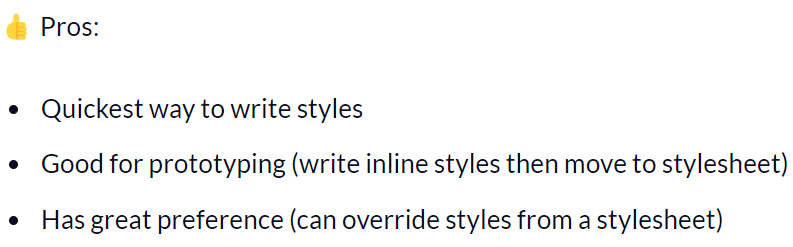 👍 Pros:
• Quickest way to write styles
• Good for prototyping (write inline styles then move to stylesheet)
• Has great preference (can override styles from a stylesheet)